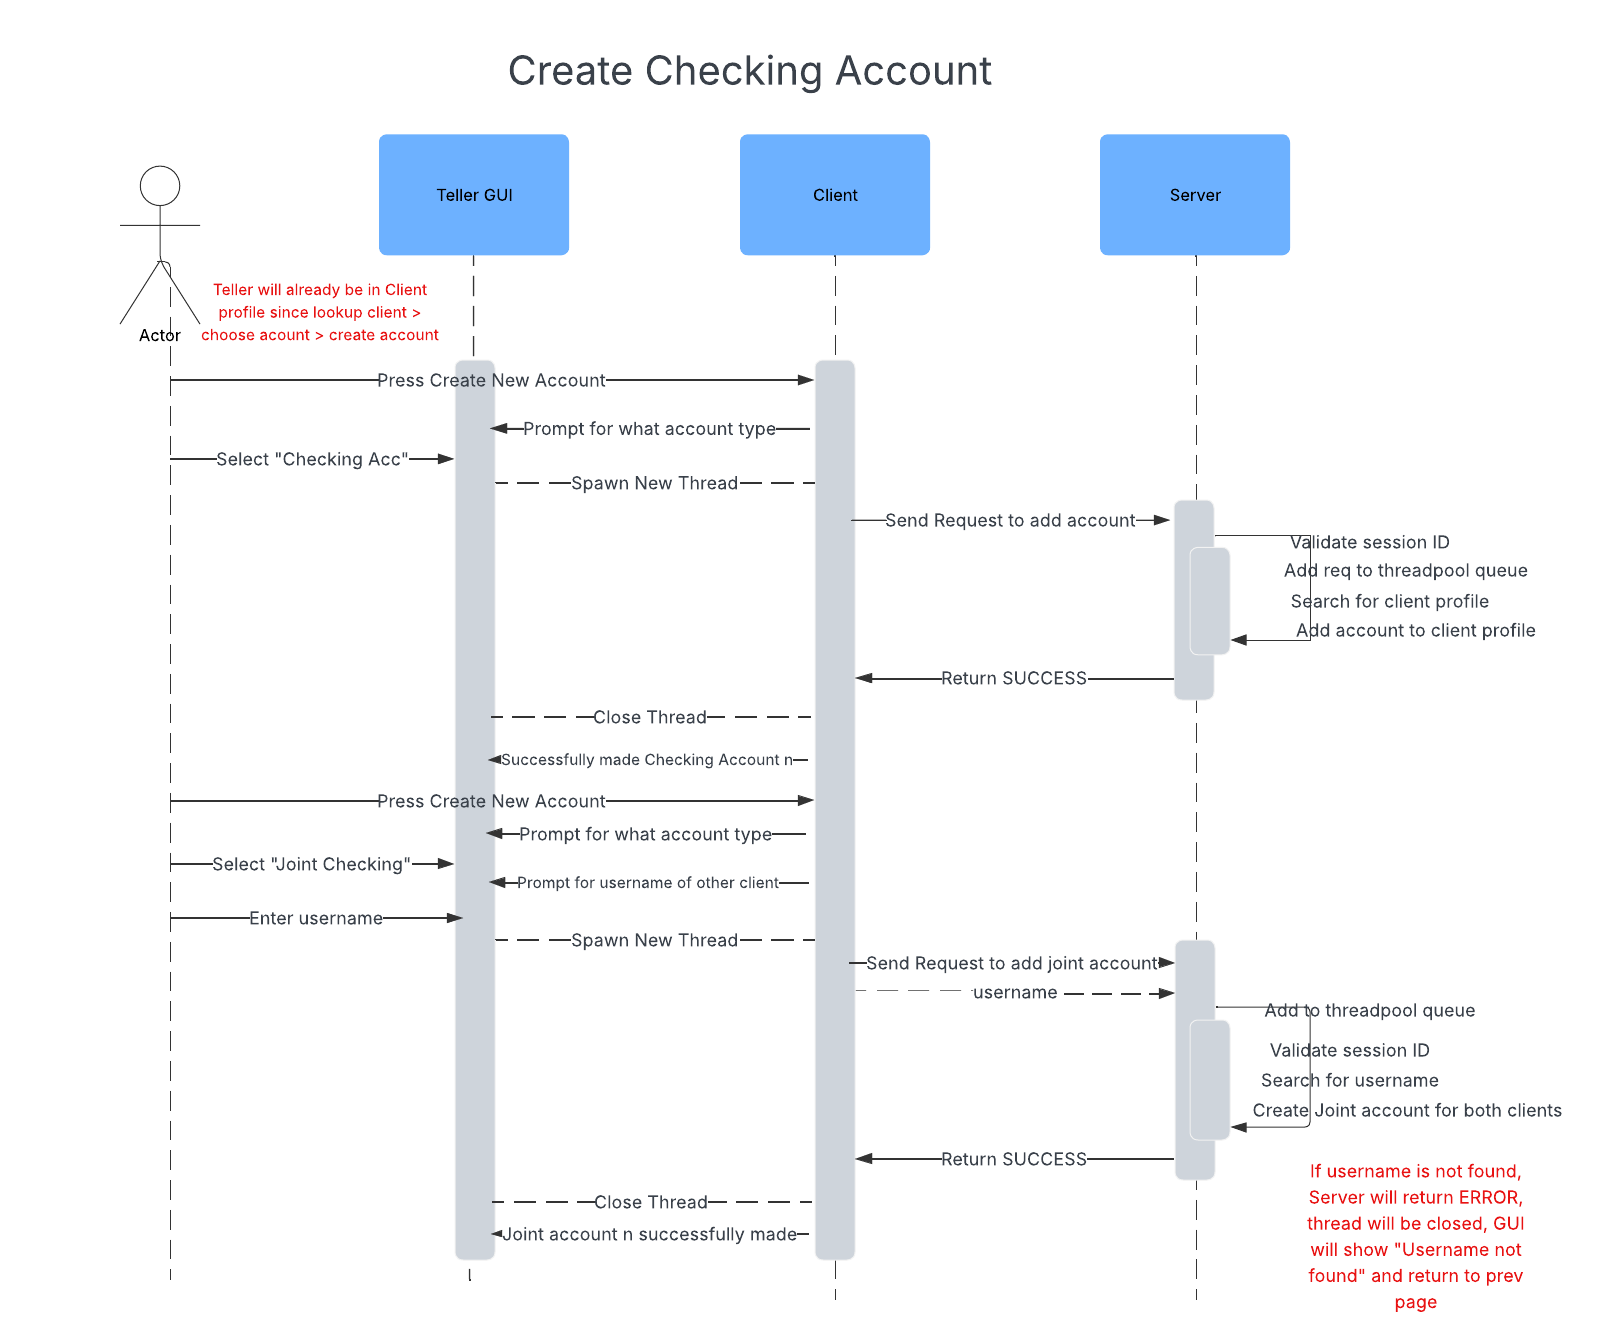 Create Checking Account
Teller GUI
Client
Server
Actor
Teller will already be in Client
profile since lookup client >
choose acount > create account
Press Create New Account
Prompt for what account type
Select "Checking Acc"
Spawn New Thread
Send Request to add account
Validate session ID
Add req to threadpool queue
Search for client profile
Add account to client profile
Return SUCCESS
Close Thread
Successfully made Checking Account n
Press Create New Account
Prompt for what account type
Select "Joint Checking"
Prompt for username of other client
Enter username
Spawn New Thread
Send Request to add joint account
username
Add to threadpool queue
Validate session ID
Search for username
Create Joint account for both clients
Return SUCCESS
Close Thread
Joint account n successfully made
If username is not found,
Server will return ERROR,
thread will be closed, GUI
will show "Username not
found" and return to prev
page